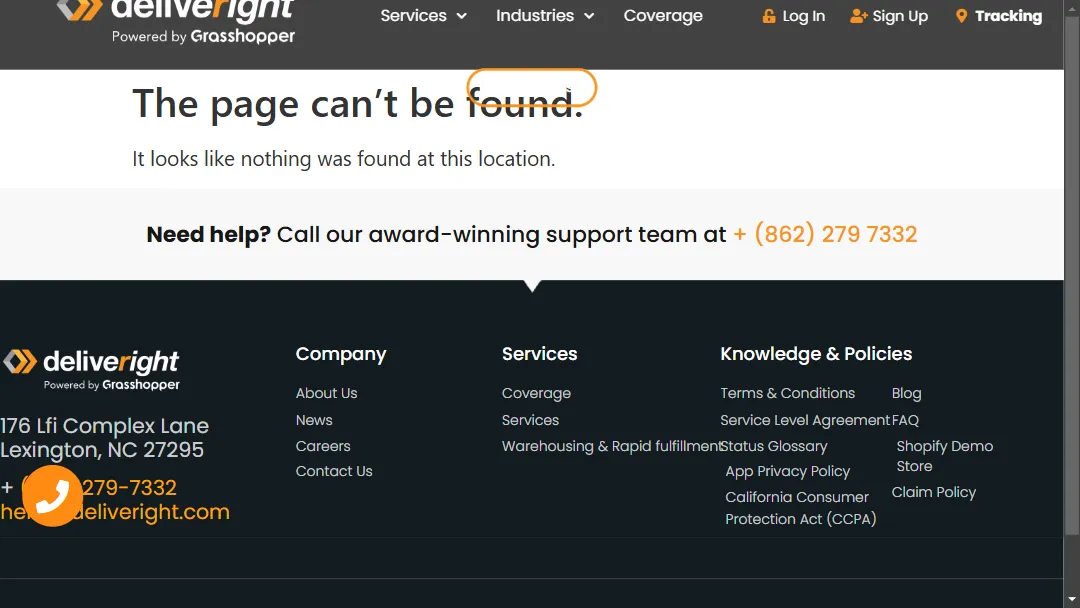 deliveright
Powered by Grasshopper
Services
Industries
Coverage
Log In
Sign Up
Tracking
The page can't be found.
It looks like nothing was found at this location.
Need help? Call our award-winning support team at + (862) 279 7332
deliveright
Powered by Grasshopper
176 Lfi Complex Lane
Lexington, NC 27295
+ 279-7332
deliveright.com
Company
About Us
News
Careers
Contact Us
Services
Coverage
Services
Warehousing & Rapid fulfillment
Knowledge & Policies
Terms & Conditions
Service Level Agreement
Status Glossary
App Privacy Policy
California Consumer
Protection Act (CCPA)
Blog
FAQ
Shopify Demo
Store
Claim Policy